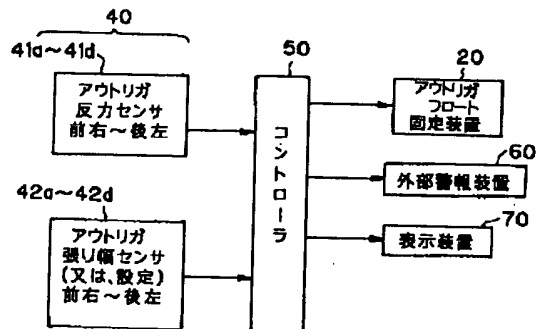 40
41a～41d
アウトリガ
反力センサ
前右～後左
42a～42d
アウトリガ
張り幅センサ
(又は、設定)
前右～後左
50
コントローラ
20
アウトリガ
フロート
固定装置
60
外部警報装置
70
表示装置